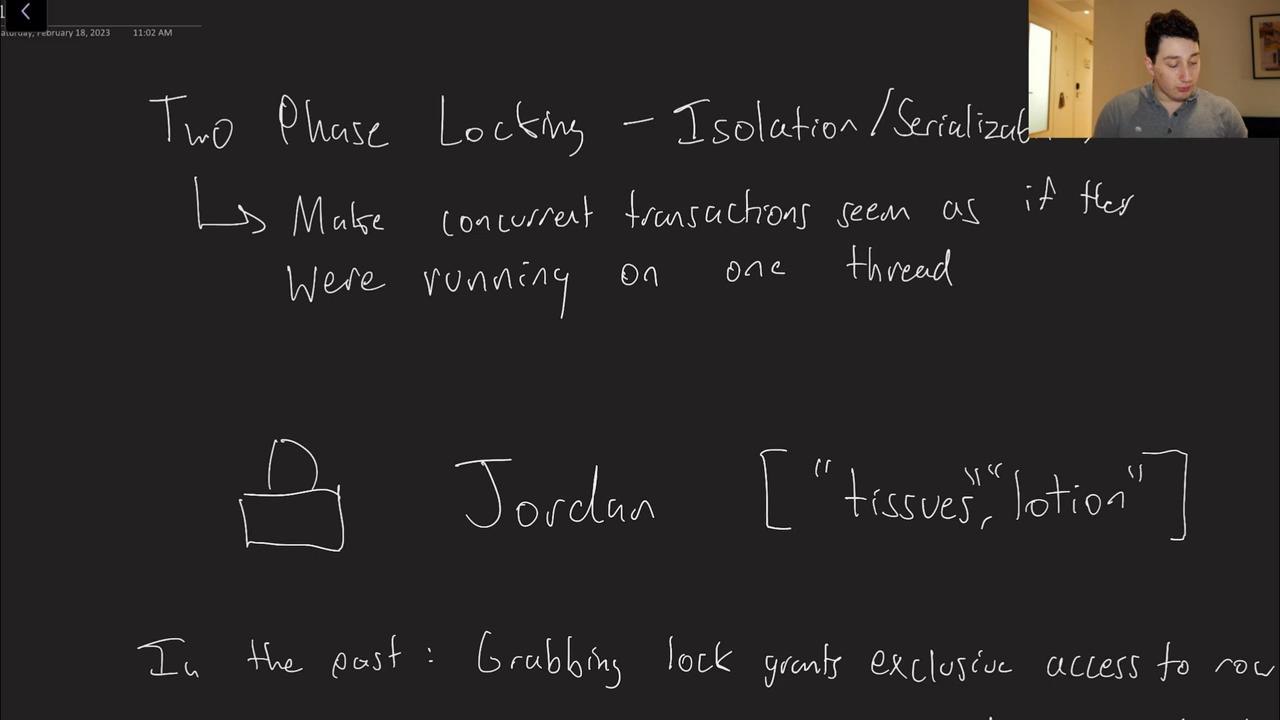 aturday, February 18, 2023 11:02 AM
Two Phase Locking - Isolation/Serializab
↳ Make concurrent transactions seem as if they
were running on one thread
Jordan ["tissues", "lotion"]
In the past: Grabbing lock grants exclusive access to row